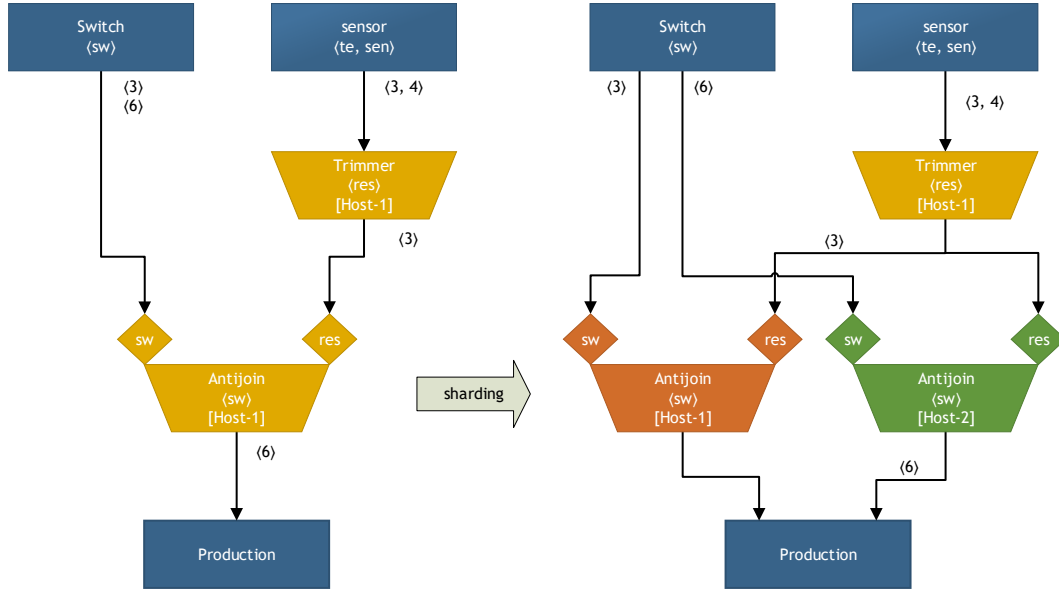 Switch
⟨sw⟩
sensor
⟨te, sen⟩
⟨3⟩
⟨6⟩
⟨3, 4⟩
Trimmer
⟨res⟩
[Host-1]
⟨3⟩
sw
res
Antijoin
⟨sw⟩
[Host-1]
⟨6⟩
Production
sharding
Switch
⟨sw⟩
sensor
⟨te, sen⟩
⟨3⟩
⟨6⟩
⟨3, 4⟩
Trimmer
⟨res⟩
[Host-1]
⟨3⟩
sw
res
sw
res
Antijoin
⟨sw⟩
[Host-1]
Antijoin
⟨sw⟩
[Host-2]
⟨6⟩
Production